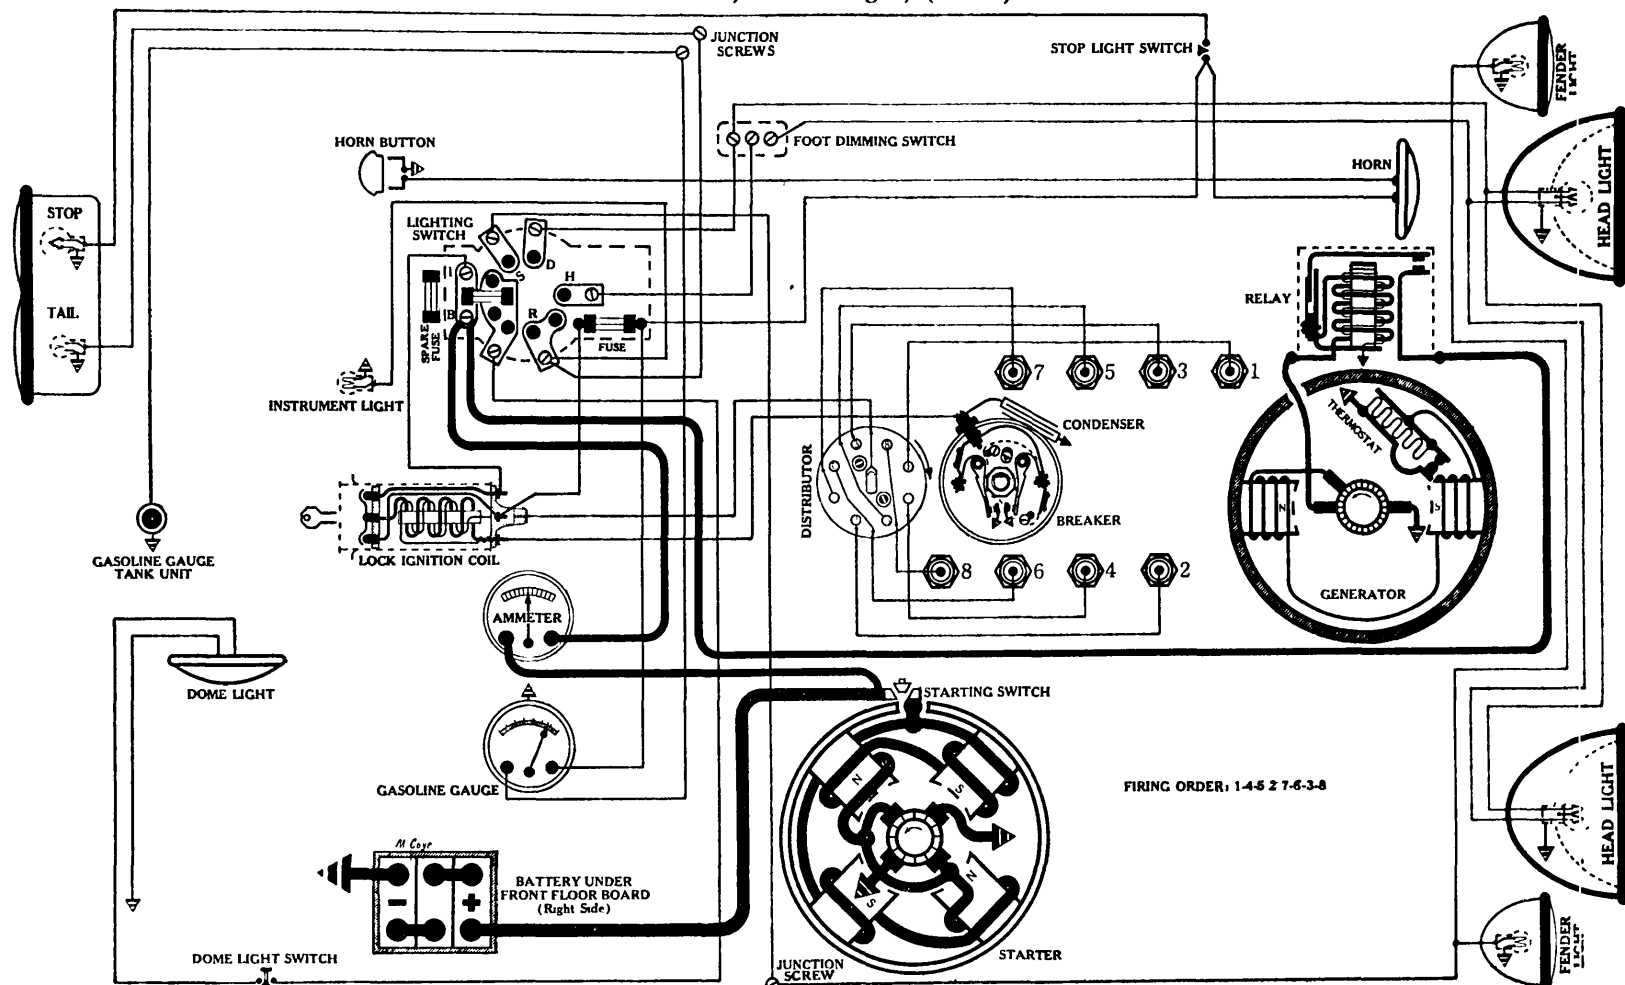 JUNCTION
SCREWS
STOP LIGHT SWITCH
FENDER
LIGHT
HORN BUTTON
FOOT DIMMING SWITCH
HORN
HEAD LIGHT
STOP
TAIL
LIGHTING
SWITCH
S
D
H
R
B
SPARE
FUSE
FUSE
RELAY
INSTRUMENT LIGHT
7
5
3
1
CONDENSER
THERMOSTAT
DISTRIBUTOR
BREAKER
N
S
GENERATOR
LOCK IGNITION COIL
GASOLINE GAUGE
TANK UNIT
8
6
4
2
AMMETER
DOME LIGHT
STARTING SWITCH
GASOLINE GAUGE
N
S
N
S
FIRING ORDER: 1-4-5 2 7-6-3-8
HEAD LIGHT
M Coye
-
+
BATTERY UNDER
FRONT FLOOR BOARD
(Right Side)
STARTER
DOME LIGHT SWITCH
JUNCTION
SCREW
FENDER
LIGHT